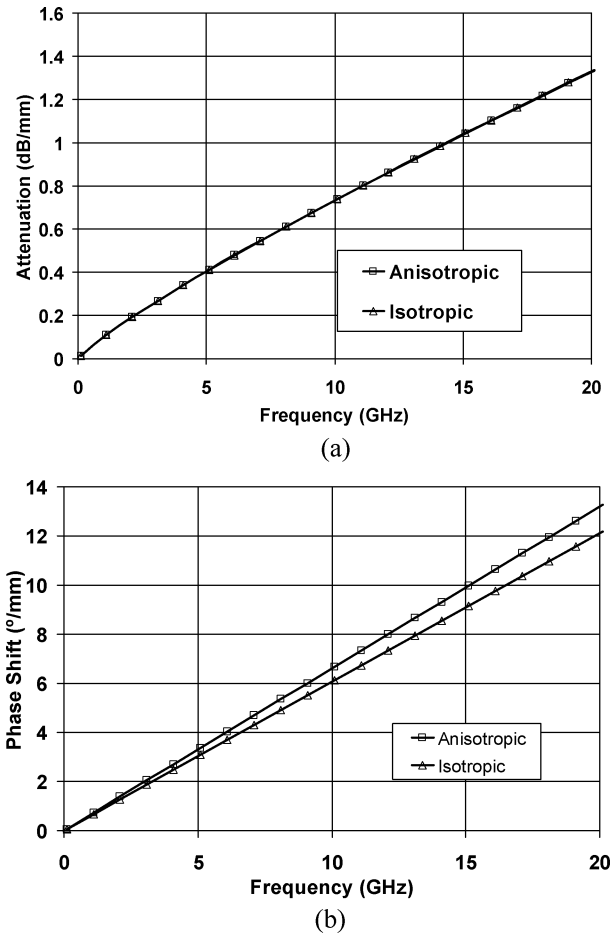 1.6
1.4
1.2
1
0.8
0.6
0.4
0.2
0
Attenuation (dB/mm)
Anisotropic
Isotropic
0 5 10 15 20
Frequency (GHz)
(a)
14
12
10
8
6
4
2
0
Phase Shift (°/mm)
Anisotropic
Isotropic
0 5 10 15 20
Frequency (GHz)
(b)